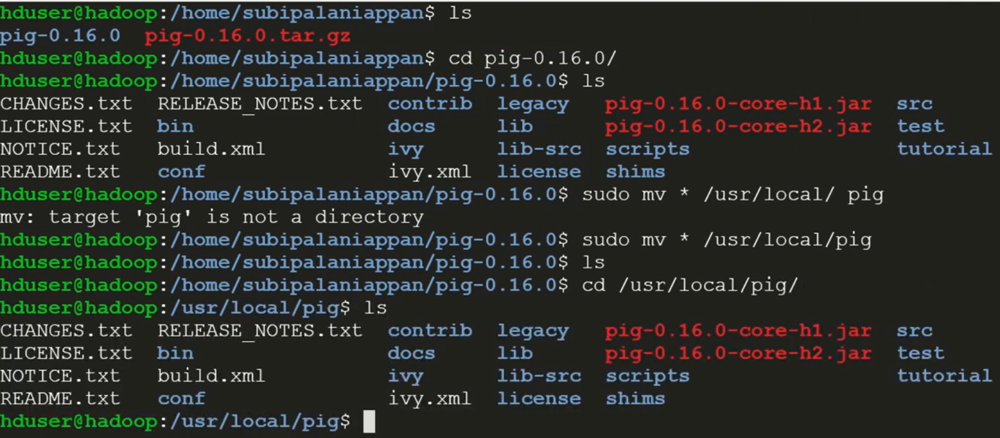 hduser@hadoop:/home/subipalaniappan$ ls
pig-0.16.0  pig-0.16.0.tar.gz
hduser@hadoop:/home/subipalaniappan$ cd pig-0.16.0/
hduser@hadoop:/home/subipalaniappan/pig-0.16.0$ ls
CHANGES.txt  RELEASE_NOTES.txt  contrib  legacy   pig-0.16.0-core-h1.jar  src
LICENSE.txt  bin                docs     lib      pig-0.16.0-core-h2.jar  test
NOTICE.txt   build.xml          ivy      lib-src  scripts                 tutorial
README.txt   conf               ivy.xml  license  shims
hduser@hadoop:/home/subipalaniappan/pig-0.16.0$ sudo mv * /usr/local/ pig
mv: target 'pig' is not a directory
hduser@hadoop:/home/subipalaniappan/pig-0.16.0$ sudo mv * /usr/local/pig
hduser@hadoop:/home/subipalaniappan/pig-0.16.0$ ls
hduser@hadoop:/home/subipalaniappan/pig-0.16.0$ cd /usr/local/pig/
hduser@hadoop:/usr/local/pig$ ls
CHANGES.txt  RELEASE_NOTES.txt  contrib  legacy   pig-0.16.0-core-h1.jar  src
LICENSE.txt  bin                docs     lib      pig-0.16.0-core-h2.jar  test
NOTICE.txt   build.xml          ivy      lib-src  scripts                 tutorial
README.txt   conf               ivy.xml  license  shims
hduser@hadoop:/usr/local/pig$